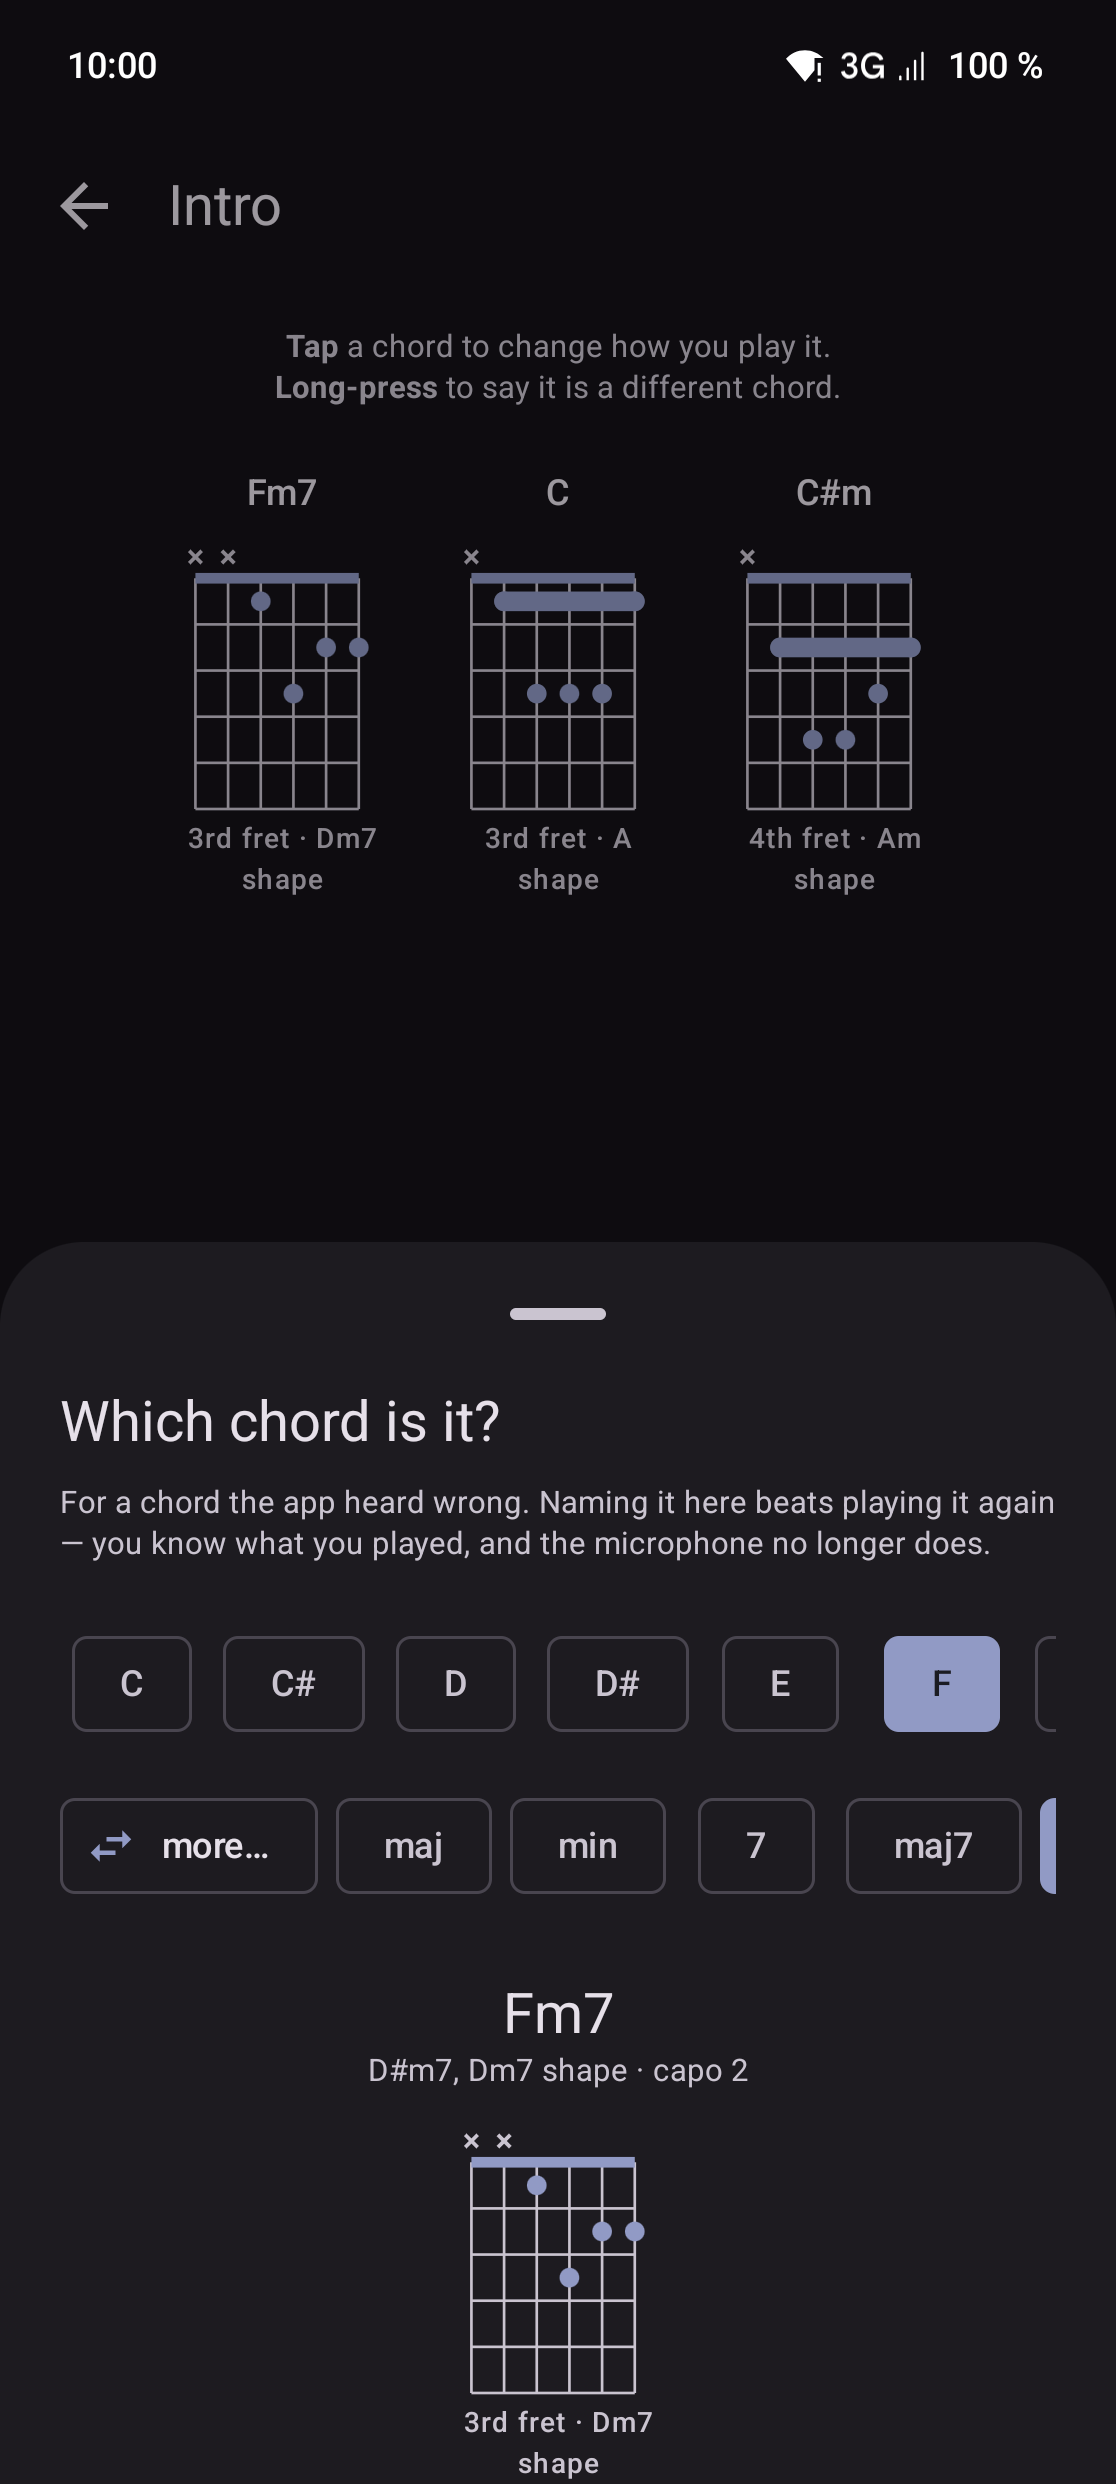 10:00 3G 100 %
Intro
Tap a chord to change how you play it.
Long-press to say it is a different chord.
Fm7 C C#m
× × × ×
3rd fret · Dm7 3rd fret · A 4th fret · Am
shape shape shape
Which chord is it?
For a chord the app heard wrong. Naming it here beats playing it again
— you know what you played, and the microphone no longer does.
C C# D D# E F
more... maj min 7 maj7
Fm7
D#m7, Dm7 shape · capo 2
× ×
3rd fret · Dm7
shape